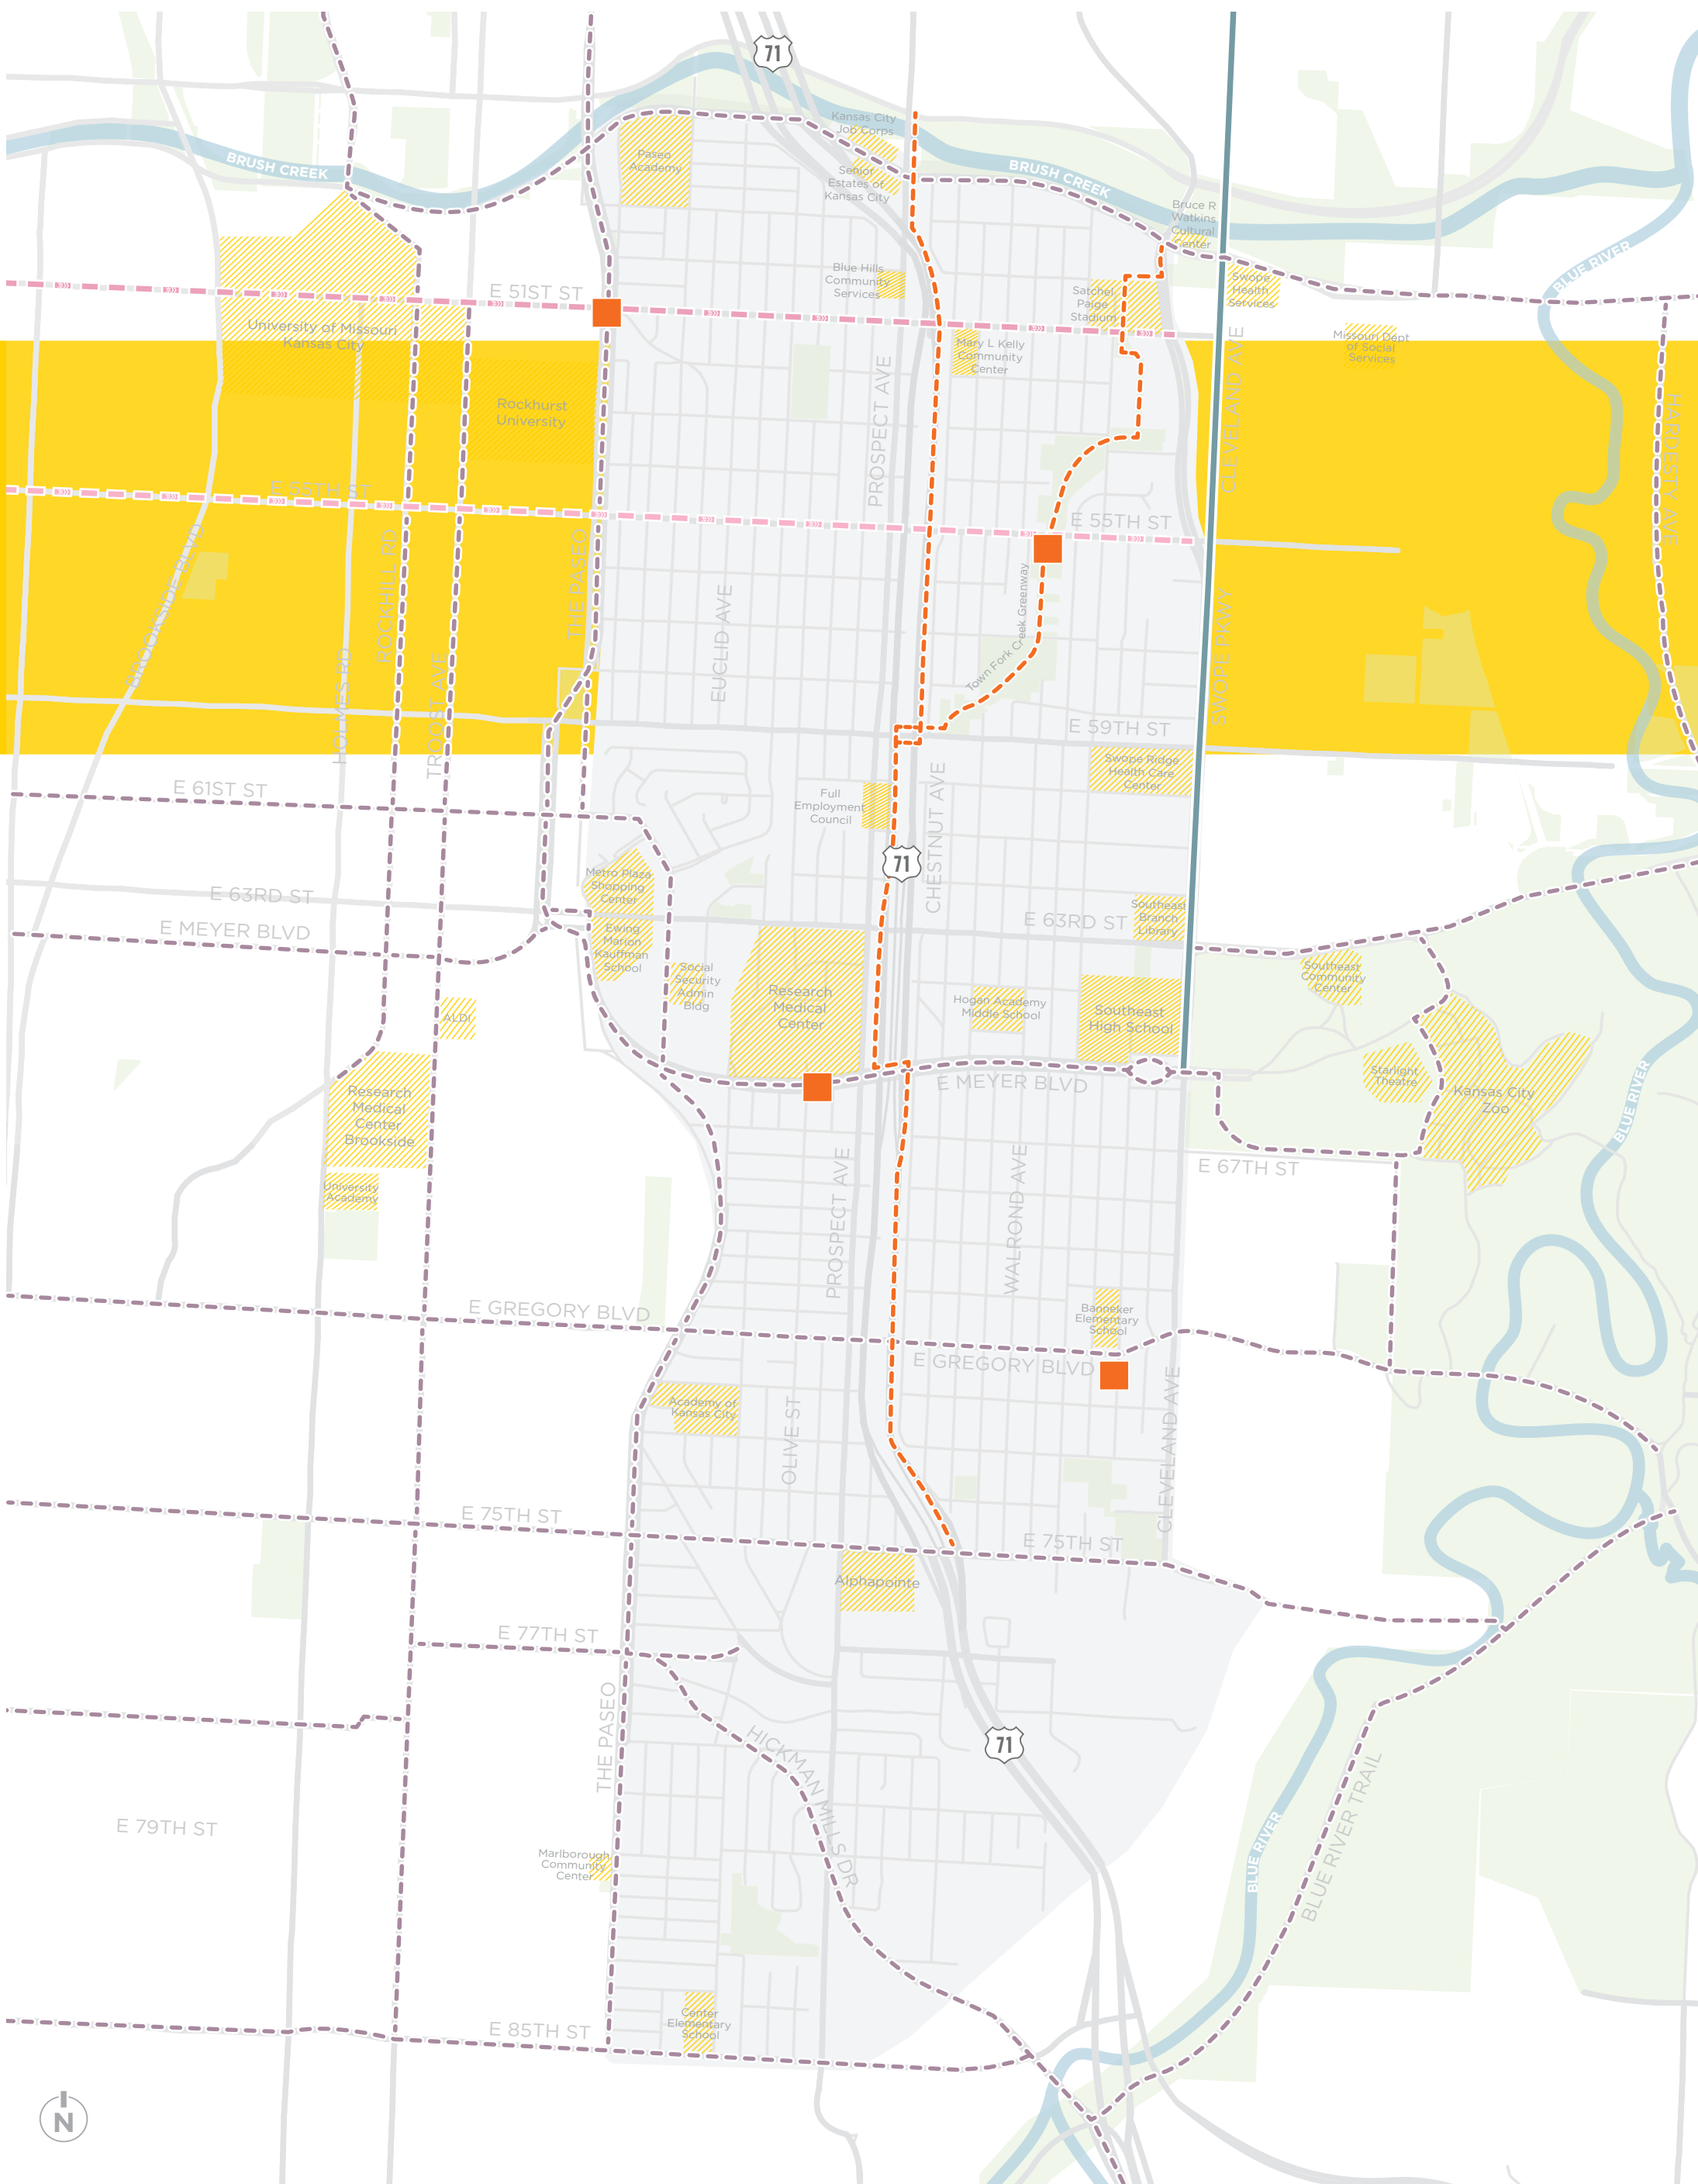 71
Kansas City
Job Corps
BRUSH CREEK
Paseo
Academy
Senior
Estates of
Kansas City
BRUSH CREEK
Bruce R
Watkins
Cultural
Center
BLUE RIVER
Blue Hills
Community
Services
Swope
Health
Services
E 51ST ST
Satchel
Paige
Stadium
University of Missouri
Kansas City
Mary L Kelly
Community
Center
Missouri Dept
of Social
Services
CLEVELAND AVE
PROSPECT AVE
Rockhurst
University
HARDESTY AVE
E 55TH ST
E 55TH ST
BROOKSIDE BLVD
ROCKHILL RD
THE PASEO
EUCLID AVE
Town Fork Creek Greenway
SWOPE PKWY
HOLMES RD
TROOST AVE
E 59TH ST
Swope Ridge
Health Care
Center
E 61ST ST
Full
Employment
Council
CHESTNUT AVE
71
Metro Plaza
Shopping
Center
E 63RD ST
E 63RD ST
Southeast
Branch
Library
E MEYER BLVD
Ewing
Marion
Kauffman
School
Social
Security
Admin
Bldg
Research
Medical
Center
Hogan Academy
Middle School
Southeast
High School
Southeast
Community
Center
ALDI
Starlight
Theatre
Kansas City
Zoo
E MEYER BLVD
BLUE RIVER
Research
Medical
Center
Brookside
E 67TH ST
University
Academy
PROSPECT AVE
WALROND AVE
E GREGORY BLVD
Banneker
Elementary
School
E GREGORY BLVD
Academy of
Kansas City
OLIVE ST
CLEVELAND AVE
E 75TH ST
E 75TH ST
Alphapointe
E 77TH ST
THE PASEO
HICKMAN MILLS DR
71
BLUE RIVER TRAIL
E 79TH ST
BLUE RIVER
Marlborough
Community
Center
Center
Elementary
School
E 85TH ST
N